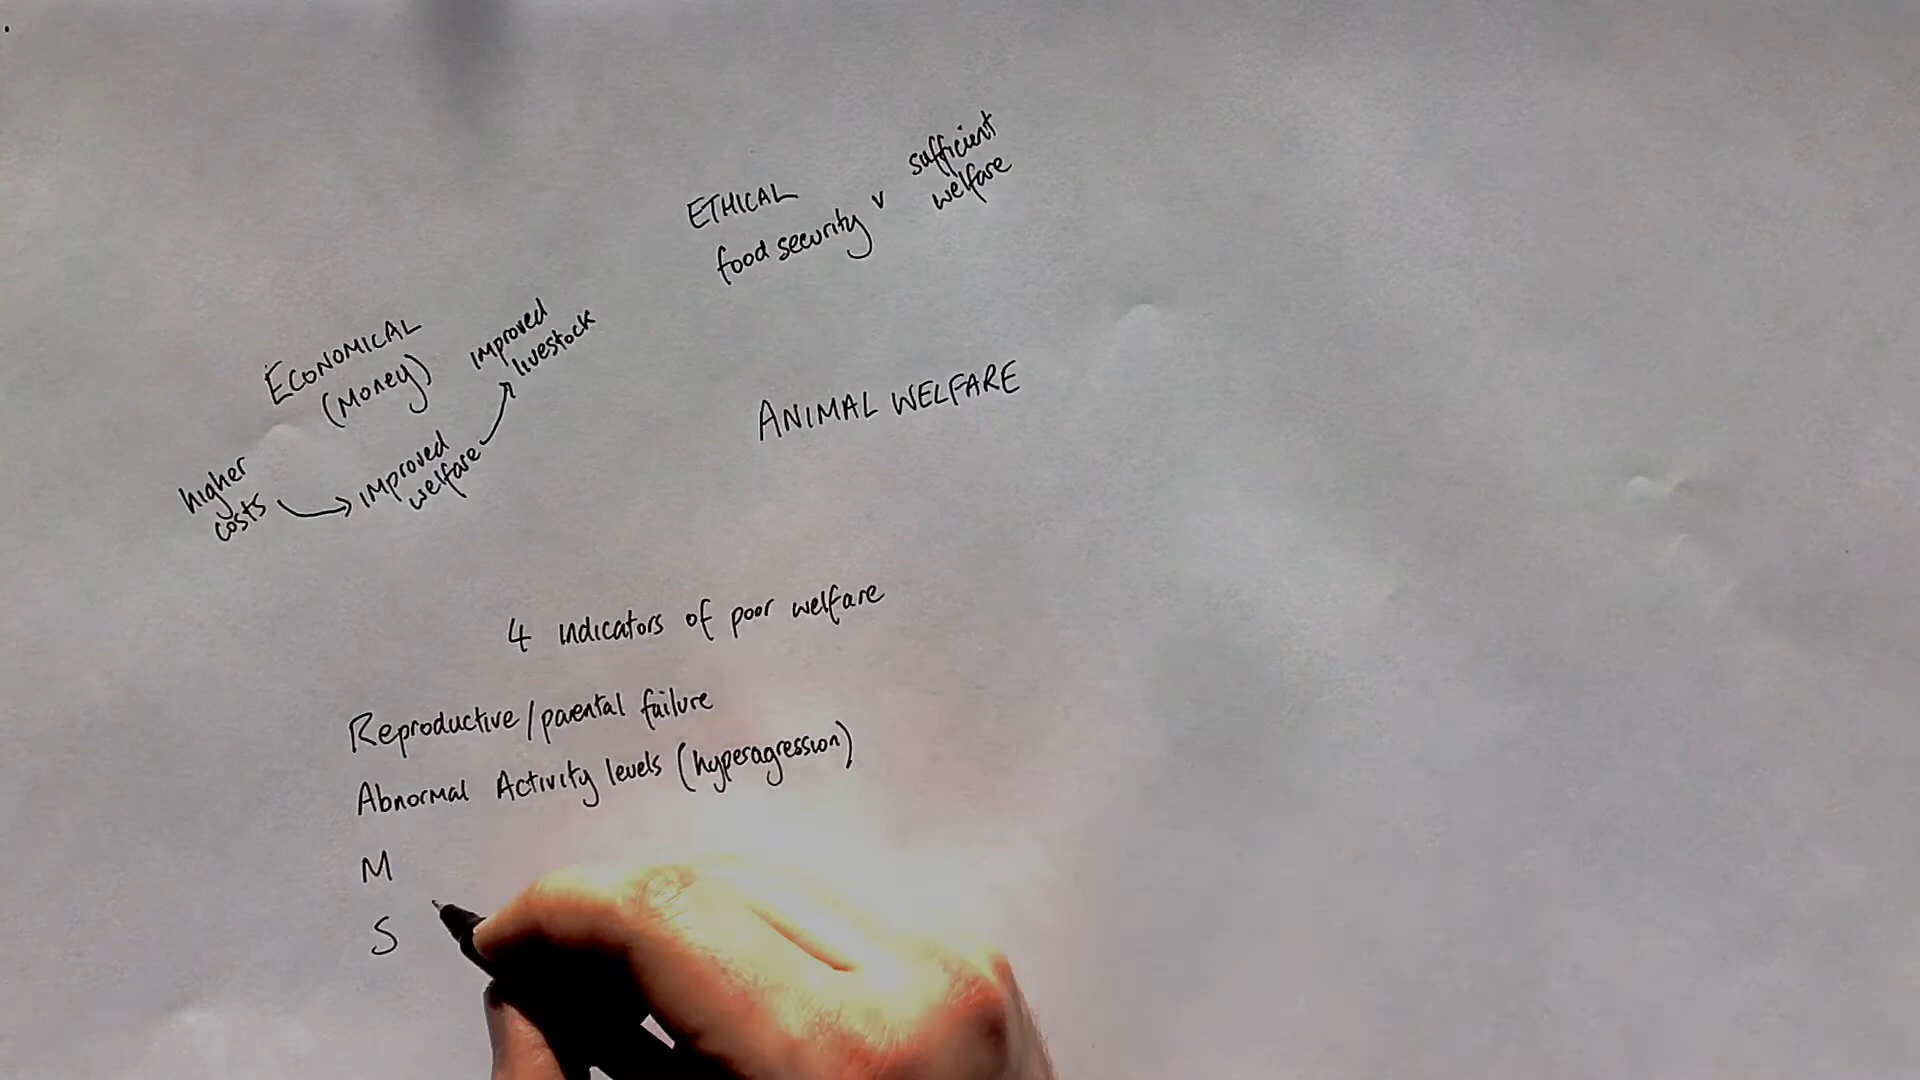 ETHICAL
food security v sufficient
welfare
ECONOMICAL
(Money)
higher
costs
improved
welfare
improved
livestock
ANIMAL WELFARE
4 indicators of poor welfare
Reproductive/parental failure
Abnormal Activity levels (hyperagression)
M
S